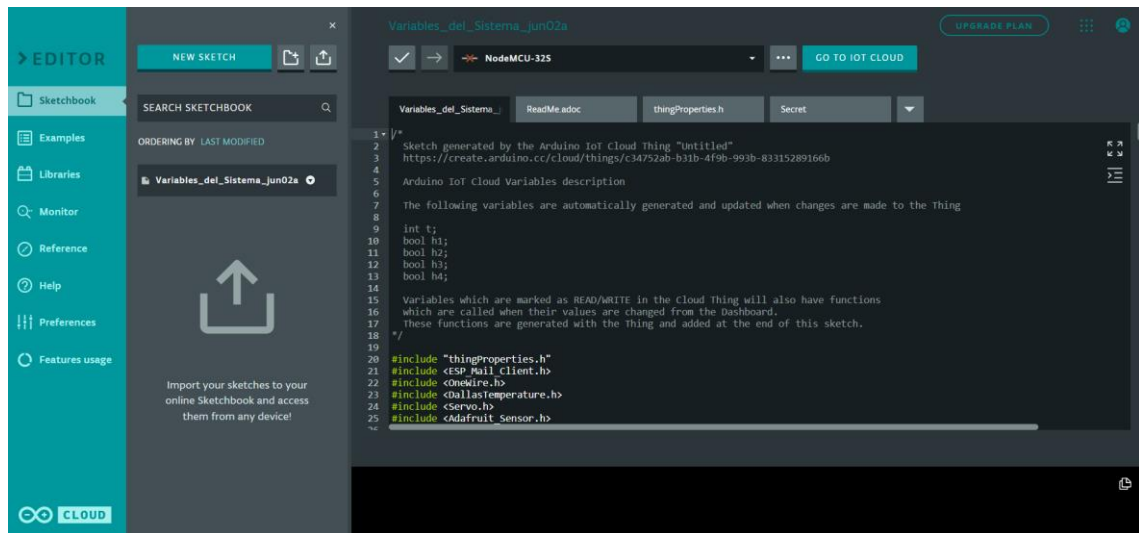 Variables_del_Sistema_jun02a
UPGRADE PLAN
EDITOR
NEW SKETCH
NodeMCU-32S
GO TO IOT CLOUD
Sketchbook
Examples
Libraries
Monitor
Reference
Help
Preferences
Features usage
CLOUD
SEARCH SKETCHBOOK
ORDERING BY LAST MODIFIED
Variables_del_Sistema_jun02a
Import your sketches to your
online Sketchbook and access
them from any device!
Variables_del_Sistema_
ReadMe.adoc
thingProperties.h
Secret
1 /*
2 Sketch generated by the Arduino IoT Cloud Thing "Untitled"
3 https://create.arduino.cc/cloud/things/c34752ab-b31b-4f9b-993b-83315289166b
4
5 Arduino IoT Cloud Variables description
6
7 The following variables are automatically generated and updated when changes are made to the Thing
8
9 int t;
10 bool h1;
11 bool h2;
12 bool h3;
13 bool h4;
14
15 Variables which are marked as READ/WRITE in the Cloud Thing will also have functions
16 which are called when their values are changed from the Dashboard.
17 These functions are generated with the Thing and added at the end of this sketch.
18 */
19
20 #include "thingProperties.h"
21 #include <ESP_Mail_Client.h>
22 #include <OneWire.h>
23 #include <DallasTemperature.h>
24 #include <Servo.h>
25 #include <Adafruit_Sensor.h>
26